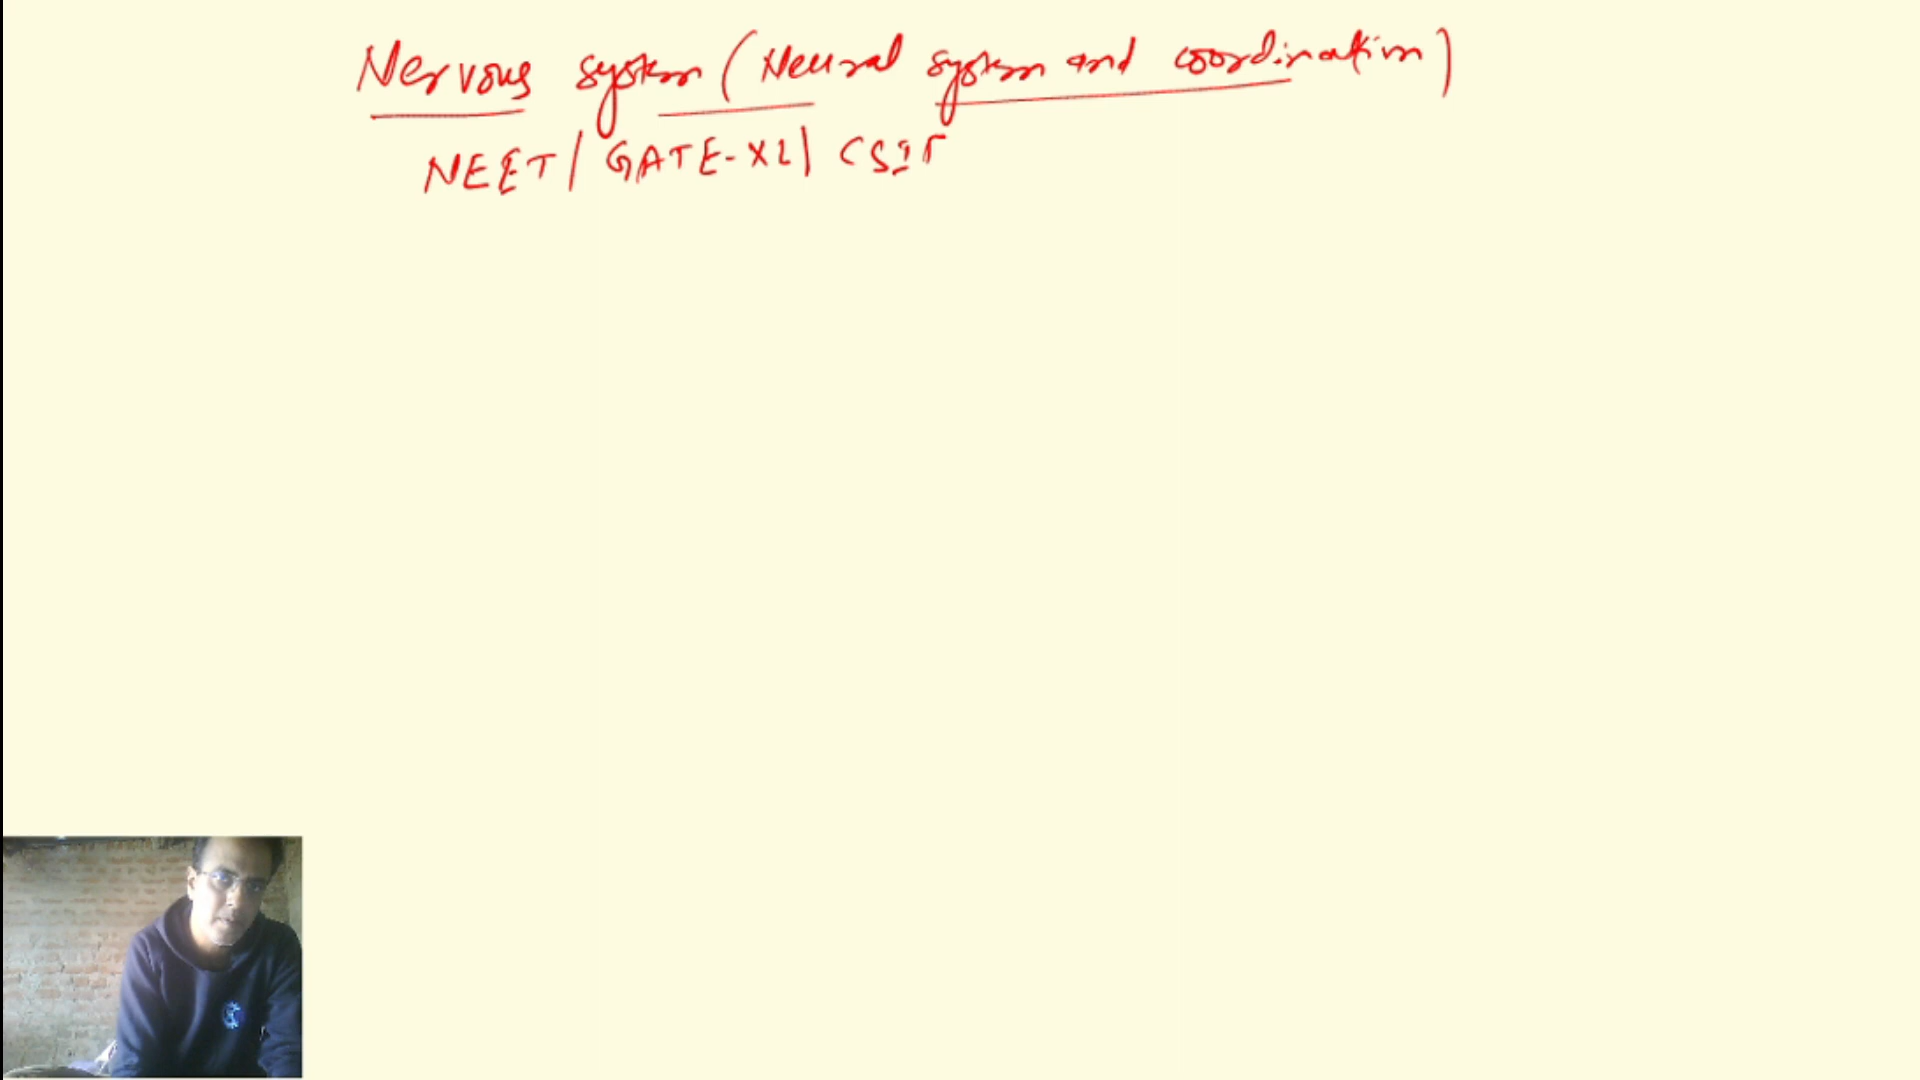 Nervous system (Neural system and coordination)
NEET / GATE-XL / CSIR